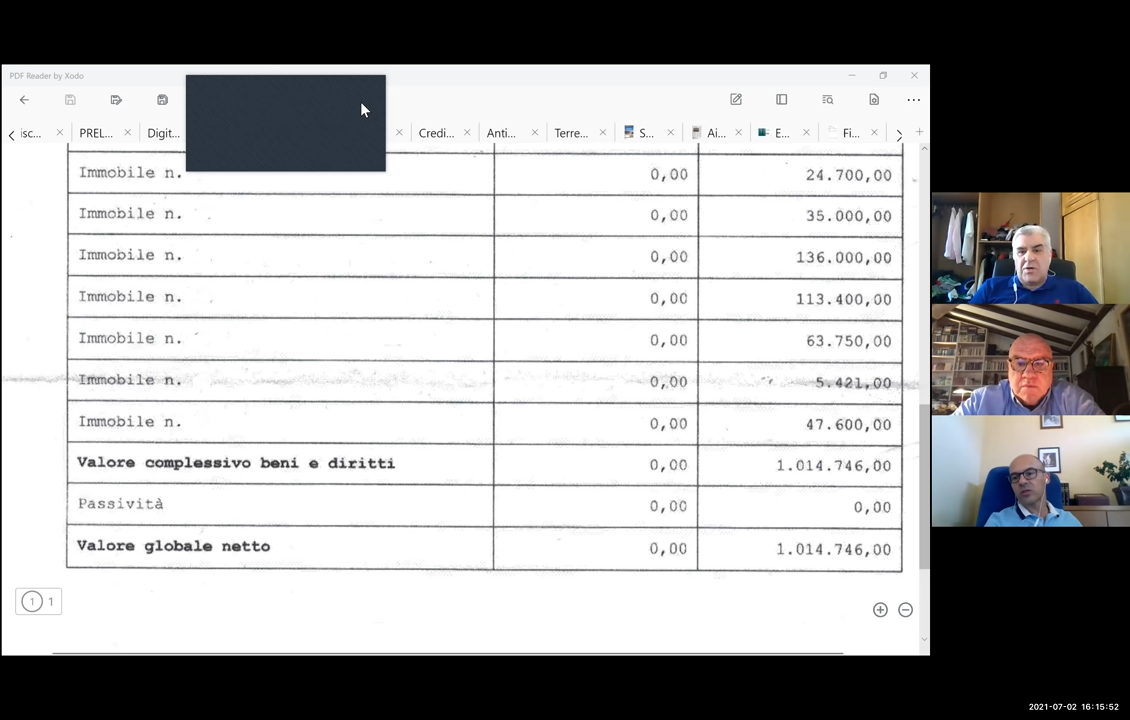 PDF Reader by Xodo
isc... PREL... Digit... Credi... Anti... Terre... S... Ai... E... Fi...
Immobile n. 0,00 24.700,00
Immobile n. 0,00 35.000,00
Immobile n. 0,00 136.000,00
Immobile n. 0,00 113.400,00
Immobile n. 0,00 63.750,00
Immobile n. 0,00 5.421,00
Immobile n. 0,00 47.600,00
Valore complessivo beni e diritti 0,00 1.014.746,00
Passività 0,00 0,00
Valore globale netto 0,00 1.014.746,00
1 1
2021-07-02 16:15:52